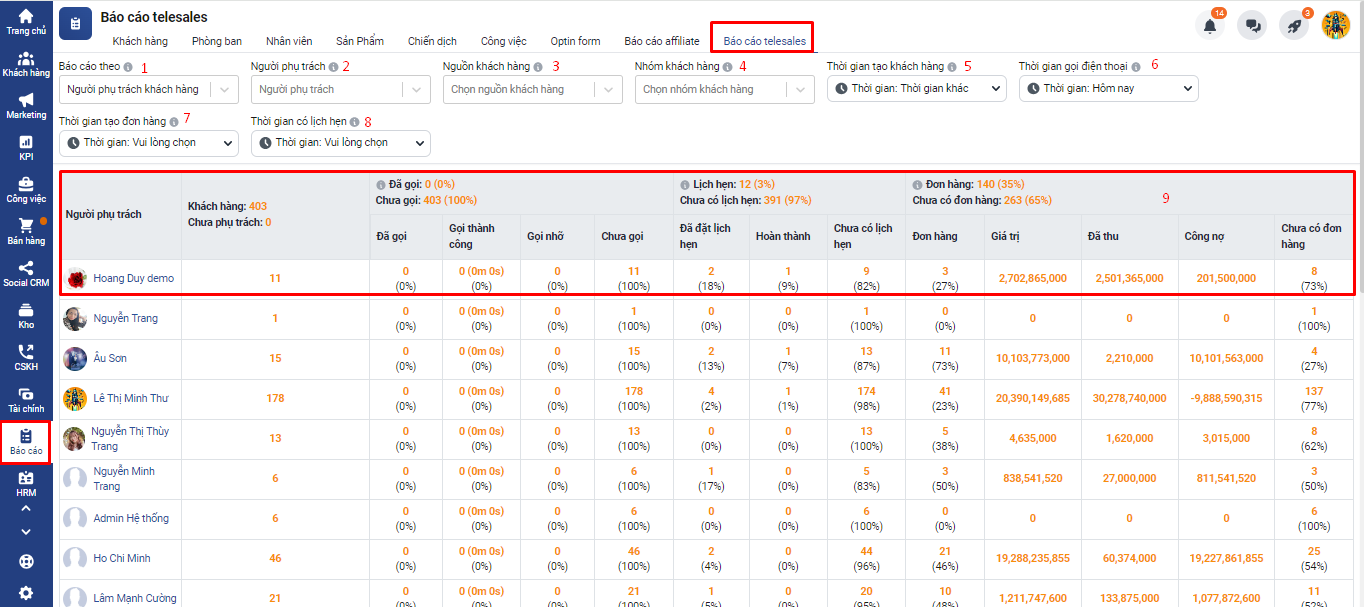 Trang chủ
Khách hàng
Marketing
KPI
Công việc
Bán hàng
Social CRM
Kho
CSKH
Tài chính
Báo cáo
HRM
Báo cáo telesales
14
3
Khách hàng Phòng ban Nhân viên Sản Phẩm Chiến dịch Công việc Optin form Báo cáo affiliate Báo cáo telesales
Báo cáo theo 1 Người phụ trách 2 Nguồn khách hàng 3 Nhóm khách hàng 4 Thời gian tạo khách hàng 5 Thời gian gọi điện thoại 6
Người phụ trách khách hàng Người phụ trách Chọn nguồn khách hàng Chọn nhóm khách hàng Thời gian: Thời gian khác Thời gian: Hôm nay
Thời gian tạo đơn hàng 7 Thời gian có lịch hẹn 8
Thời gian: Vui lòng chọn Thời gian: Vui lòng chọn
Người phụ trách
Khách hàng: 403
Chưa phụ trách: 0
Đã gọi: 0 (0%)
Chưa gọi: 403 (100%)
Lịch hẹn: 12 (3%)
Chưa có lịch hẹn: 391 (97%)
Đơn hàng: 140 (35%)
Chưa có đơn hàng: 263 (65%)
9
Đã gọi
Gọi thành
công
Gọi nhỡ
Chưa gọi
Đã đặt lịch
hẹn
Hoàn thành
Chưa có lịch
hẹn
Đơn hàng
Giá trị
Đã thu
Công nợ
Chưa có đơn
hàng
Hoang Duy demo 11 0 0 (0m 0s) 0 11 2 1 9 3 2,702,865,000 2,501,365,000 201,500,000 8
(0%) (0%) (0%) (100%) (18%) (9%) (82%) (27%) (73%)
Nguyễn Trang 1 0 0 (0m 0s) 0 1 0 0 1 0 0 0 0 1
(0%) (0%) (0%) (100%) (0%) (0%) (100%) (0%) (100%)
Âu Sơn 15 0 0 (0m 0s) 0 15 2 1 13 11 10,103,773,000 2,210,000 10,101,563,000 4
(0%) (0%) (0%) (100%) (13%) (7%) (87%) (73%) (27%)
Lê Thị Minh Thư 178 0 0 (0m 0s) 0 178 4 1 174 41 20,390,149,685 30,278,740,000 -9,888,590,315 137
(0%) (0%) (0%) (100%) (2%) (1%) (98%) (23%) (77%)
Nguyễn Thị Thùy
Trang
13 0 0 (0m 0s) 0 13 0 0 13 5 4,635,000 1,620,000 3,015,000 8
(0%) (0%) (0%) (100%) (0%) (0%) (100%) (38%) (62%)
Nguyễn Minh
Trang
6 0 0 (0m 0s) 0 6 1 0 5 3 838,541,520 27,000,000 811,541,520 3
(0%) (0%) (0%) (100%) (17%) (0%) (83%) (50%) (50%)
Admin Hệ thống 6 0 0 (0m 0s) 0 6 0 0 6 0 0 0 0 6
(0%) (0%) (0%) (100%) (0%) (0%) (100%) (0%) (100%)
Ho Chi Minh 46 0 0 (0m 0s) 0 46 2 0 44 21 19,288,235,855 60,374,000 19,227,861,855 25
(0%) (0%) (0%) (100%) (4%) (0%) (96%) (46%) (54%)
Lâm Mạnh Cường 21 0 0 (0m 0s) 0 21 1 0 20 10 1,211,747,600 133,875,000 1,077,872,600 11
(0%) (0%) (0%) (100%) (5%) (0%) (95%) (48%) (52%)